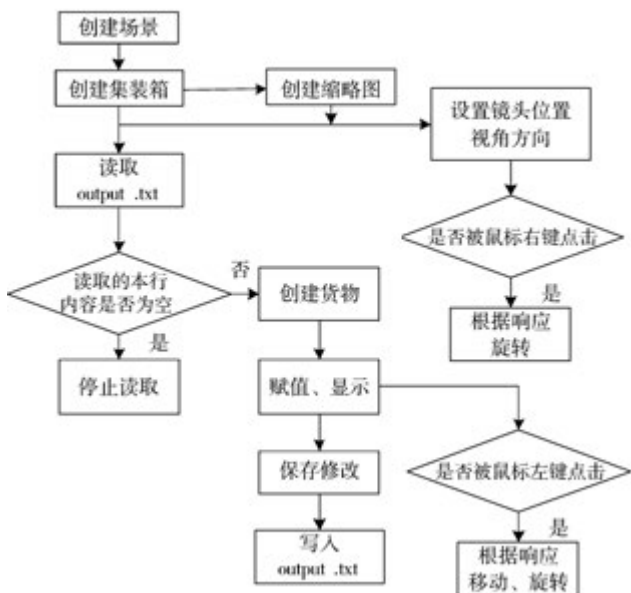 创建场景
创建集装箱
创建缩略图
设置镜头位置
视角方向
读取
output .txt
是否被鼠标右键点击
读取的本行
内容是否为空
否
创建货物
是
根据响应
旋转
是
停止读取
赋值、显示
保存修改
是否被鼠标左键点击
写入
output .txt
是
根据响应
移动、旋转